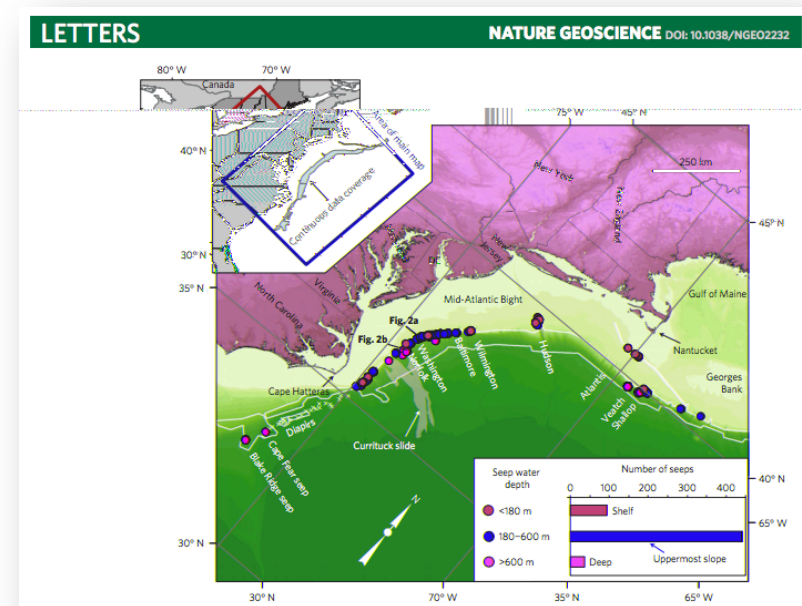 LETTERS
NATURE GEOSCIENCE DOI: 10.1038/NGEO2232
80° W
70° W
Canada
75° W
45° N
40° N
Area of main map
Continuous data coverage
New York
250 km
45° N
30° N
35° N
New
Jersey
Virginia
North Carolina
Mid-Atlantic Bight
Gulf of Maine
Fig. 2a
Fig. 2b
Nantucket
Washington
Norfolk
Baltimore
Wilmington
Hudson
Cape Hatteras
Atlantis
Georges
Bank
Veatch
Shallop
Diapirs
Currituck slide
Cape Fear seep
Blake Ridge seep
Seep water
depth
Number of seeps
0 100 200 300 400
<180 m
Shelf
180–600 m
Uppermost slope
>600 m
Deep
N
40° N
65° W
30° N
30° N
70° W
35° N
65° W